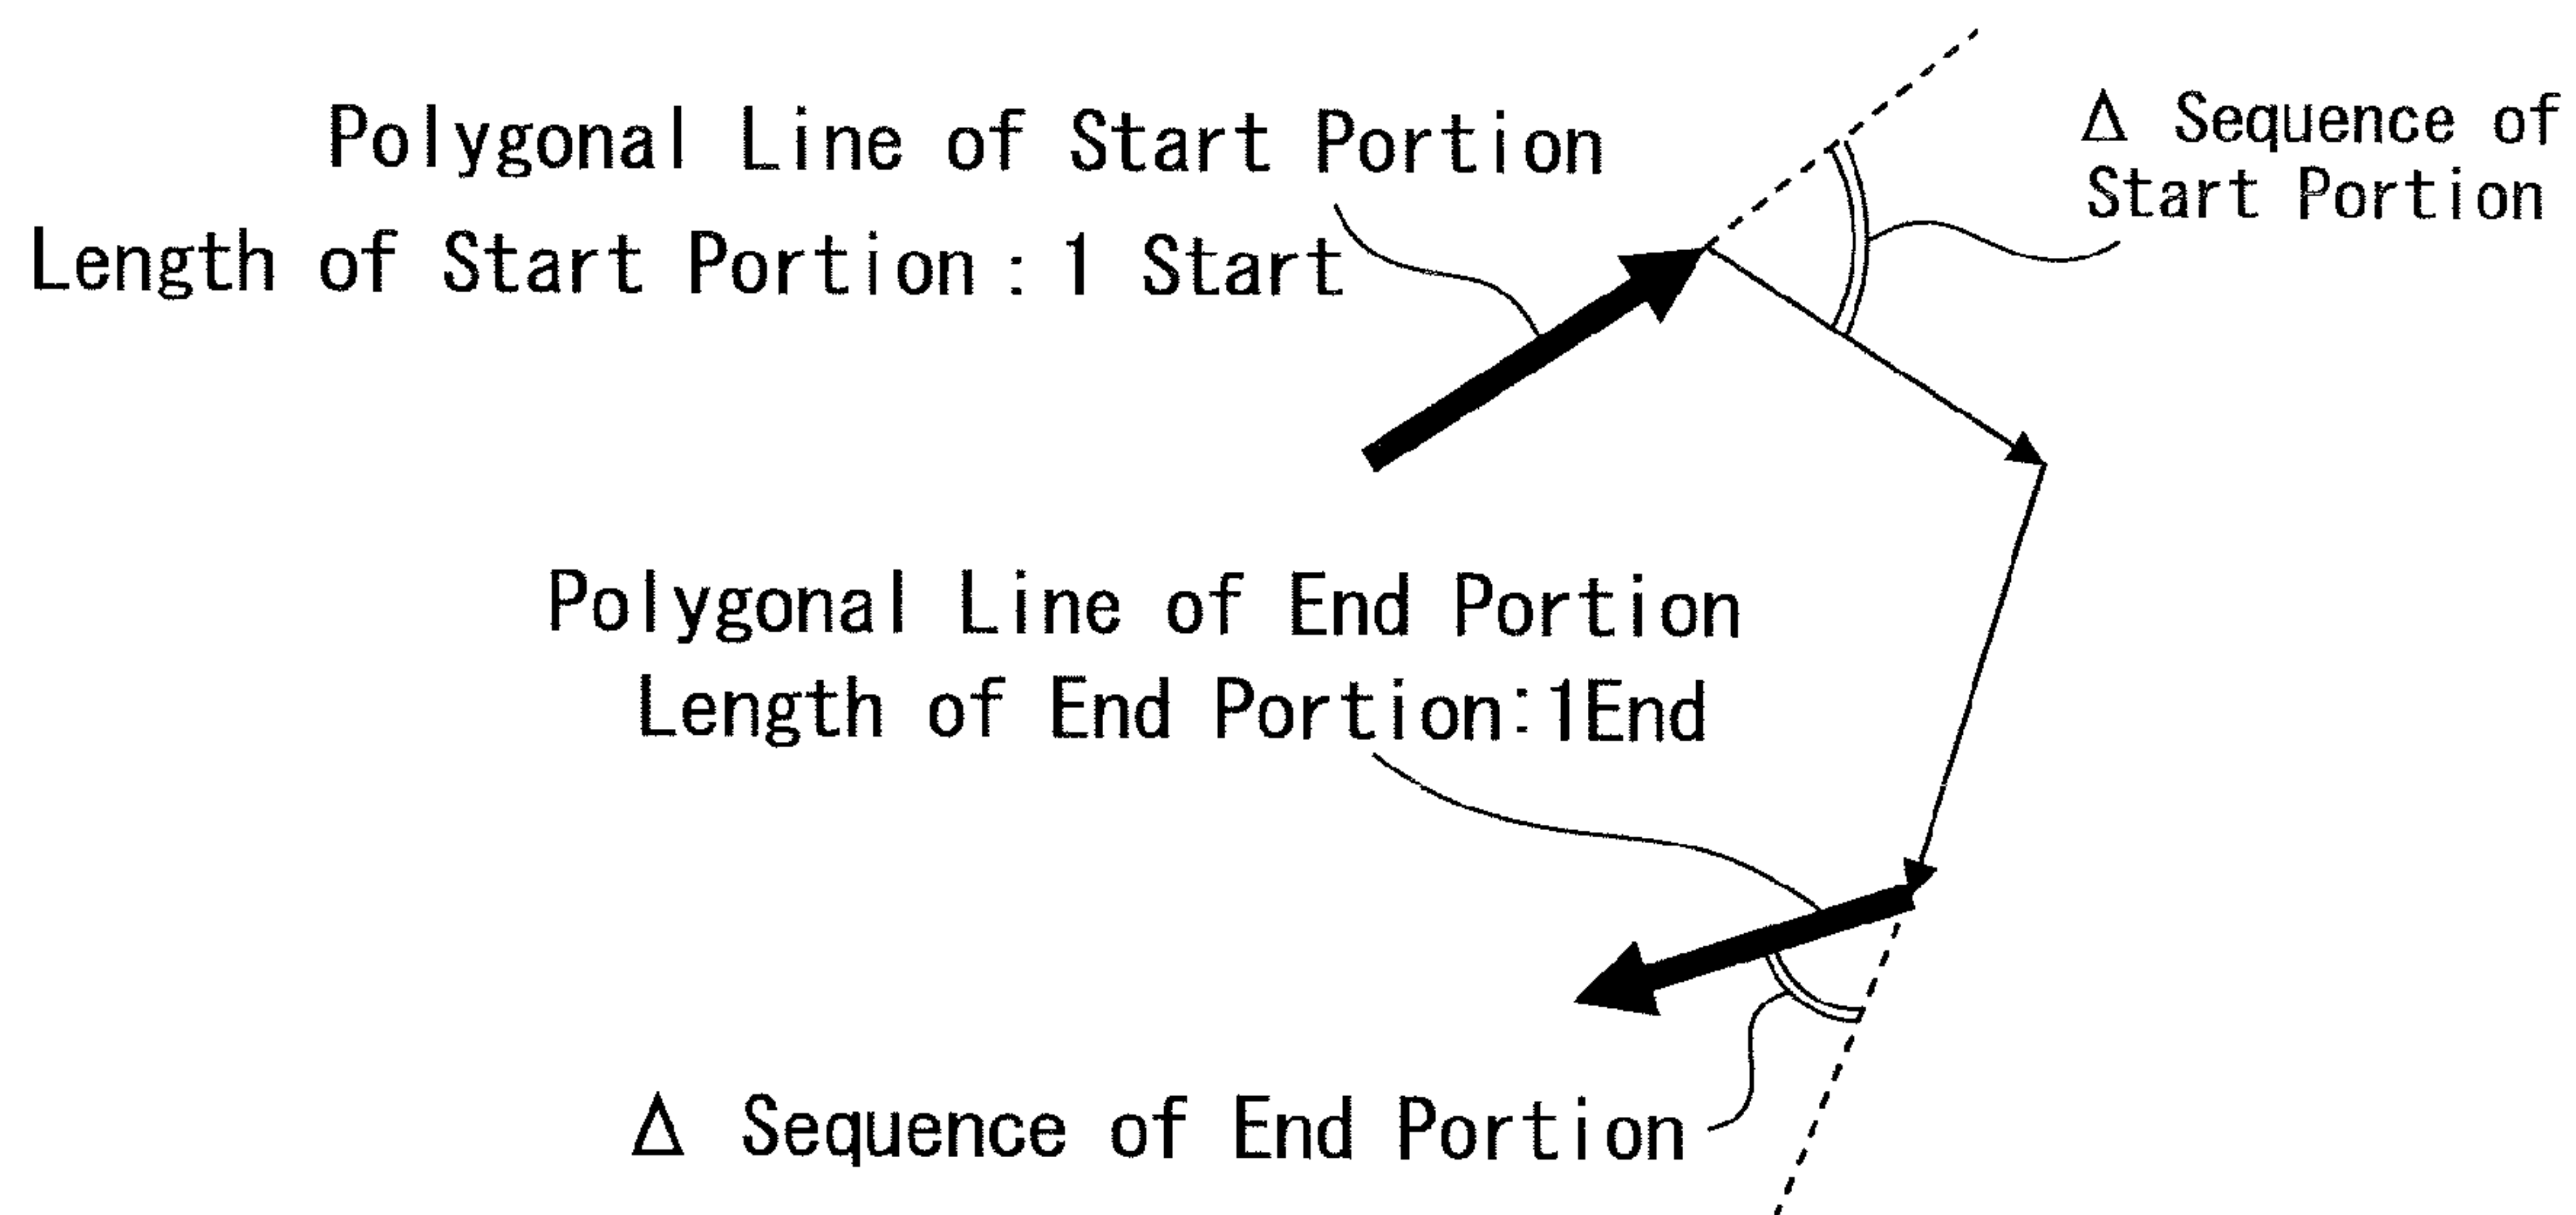 Polygonal Line of Start Portion
Length of Start Portion : 1 Start
Δ Sequence of
Start Portion
Polygonal Line of End Portion
Length of End Portion:1End
Δ Sequence of End Portion